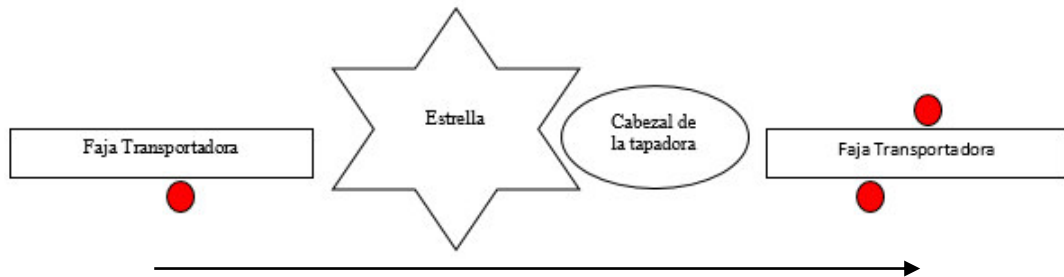 Faja Transportadora
Estrella
Cabezal de
la tapadora
Faja Transportadora